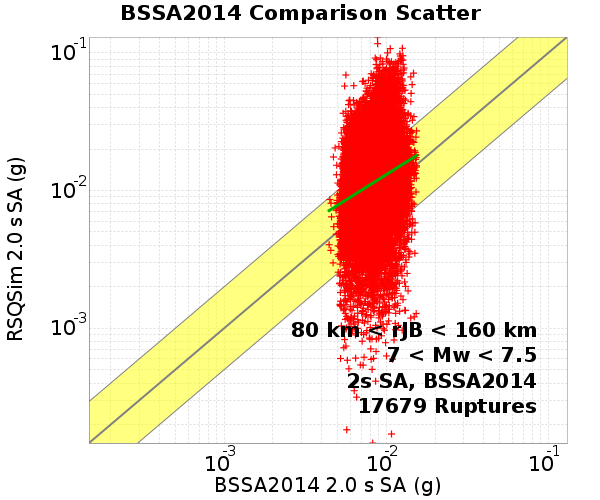 BSSA2014 Comparison Scatter
RSQSim 2.0 s SA (g)
10-1
10-2
10-3
80 km < rJB < 160 km
7 < Mw < 7.5
2s SA, BSSA2014
17679 Ruptures
10-3 10-2 10-1
BSSA2014 2.0 s SA (g)